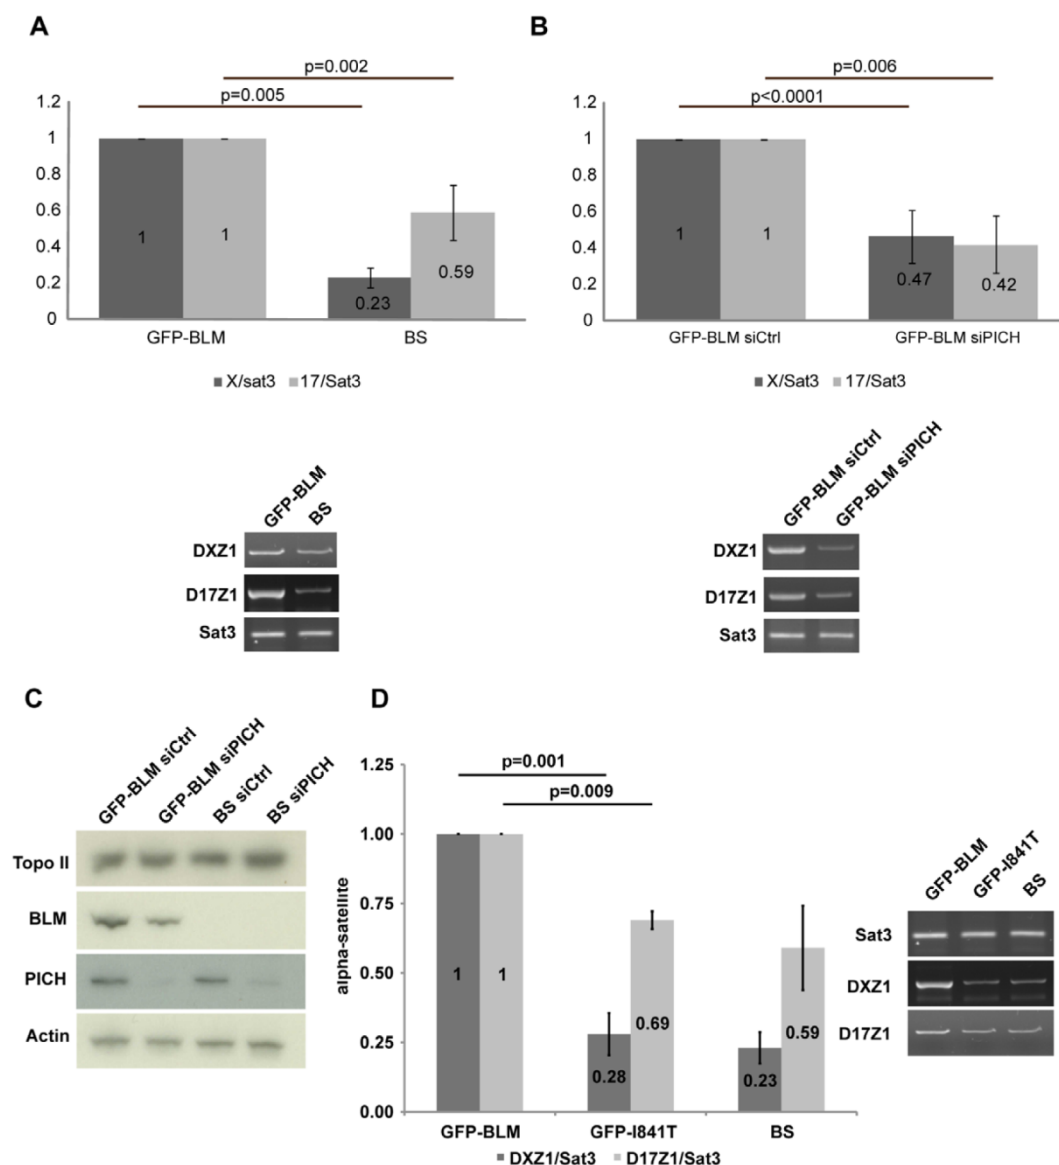 A
p=0.002
p=0.005
1.2
1
0.8
0.6
0.4
0.2
0
1
1
0.23
0.59
GFP-BLM
BS
X/sat3 17/Sat3
GFP-BLM
BS
DXZ1
D17Z1
Sat3
B
p=0.006
p<0.0001
1.2
1
0.8
0.6
0.4
0.2
0
1
1
0.47
0.42
GFP-BLM siCtrl
GFP-BLM siPICH
X/Sat3 17/Sat3
GFP-BLM siCtrl
GFP-BLM siPICH
DXZ1
D17Z1
Sat3
C
GFP-BLM siCtrl
GFP-BLM siPICH
BS siCtrl
BS siPICH
Topo II
BLM
PICH
Actin
D
p=0.001
p=0.009
alpha-satellite
1.25
1.00
0.75
0.50
0.25
0.00
1
1
0.28
0.69
0.23
0.59
GFP-BLM
GFP-I841T
BS
DXZ1/Sat3 D17Z1/Sat3
GFP-BLM
GFP-I841T
BS
Sat3
DXZ1
D17Z1